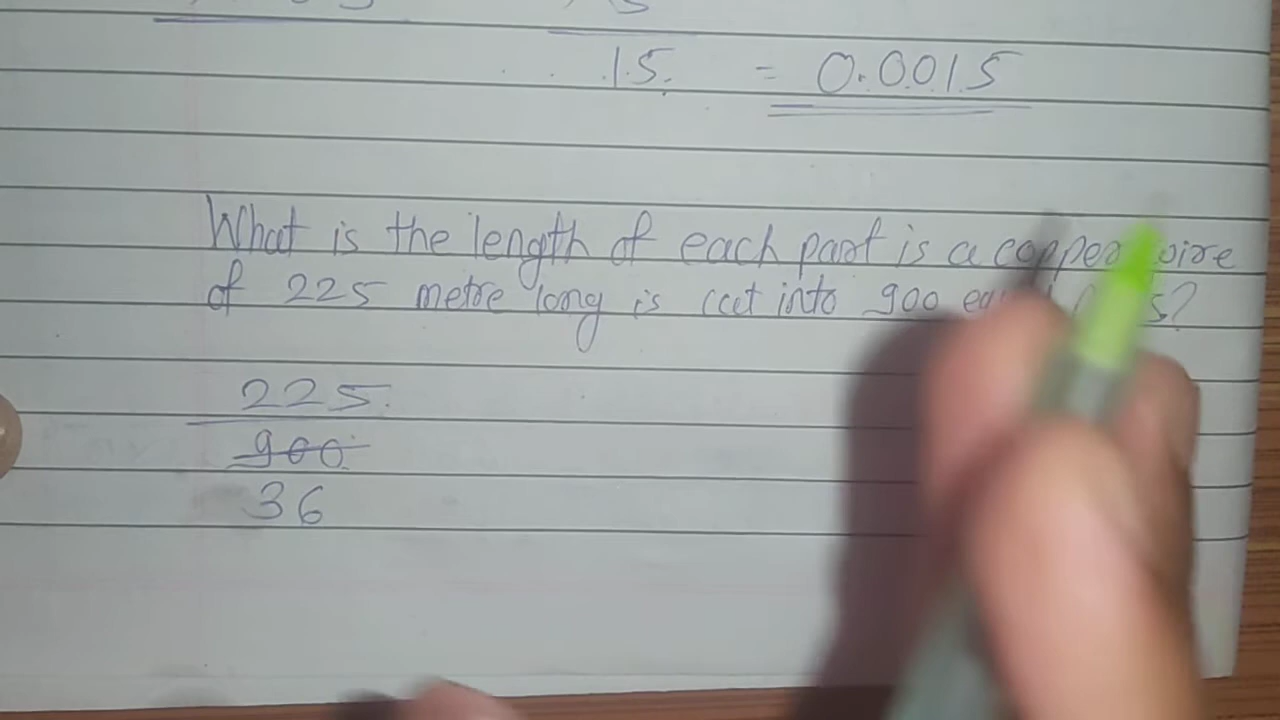 15. = 0.0015
What is the length of each part is a copper wire
of 225 metre long is cut into 900 s?
225
900
36